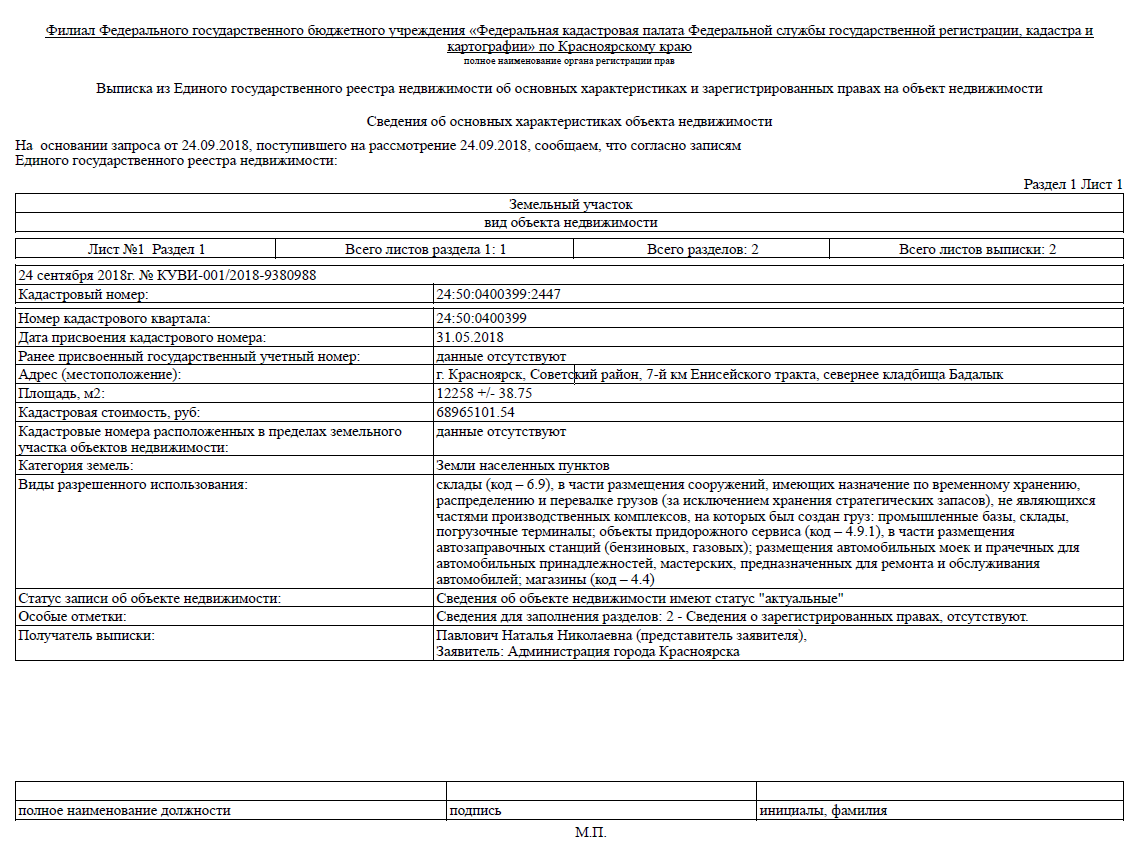 Филиал Федерального государственного бюджетного учреждения «Федеральная кадастровая палата Федеральной службы государственной регистрации, кадастра и
картографии» по Красноярскому краю
полное наименование органа регистрации прав
Выписка из Единого государственного реестра недвижимости об основных характеристиках и зарегистрированных правах на объект недвижимости
Сведения об основных характеристиках объекта недвижимости
На основании запроса от 24.09.2018, поступившего на рассмотрение 24.09.2018, сообщаем, что согласно записям
Единого государственного реестра недвижимости:
Раздел 1 Лист 1
Земельный участок
вид объекта недвижимости
Лист №1 Раздел 1 Всего листов раздела 1: 1 Всего разделов: 2 Всего листов выписки: 2
24 сентября 2018г. № КУВИ-001/2018-9380988
Кадастровый номер: 24:50:0400399:2447
Номер кадастрового квартала: 24:50:0400399
Дата присвоения кадастрового номера: 31.05.2018
Ранее присвоенный государственный учетный номер: данные отсутствуют
Адрес (местоположение): г. Красноярск, Советский район, 7-й км Енисейского тракта, севернее кладбища Бадалык
Площадь, м2: 12258 +/- 38.75
Кадастровая стоимость, руб: 68965101.54
Кадастровые номера расположенных в пределах земельного данные отсутствуют
участка объектов недвижимости:
Категория земель: Земли населенных пунктов
Виды разрешенного использования: склады (код – 6.9), в части размещения сооружений, имеющих назначение по временному хранению,
распределению и перевалке грузов (за исключением хранения стратегических запасов), не являющихся
частями производственных комплексов, на которых был создан груз: промышленные базы, склады,
погрузочные терминалы; объекты придорожного сервиса (код – 4.9.1), в части размещения
автозаправочных станций (бензиновых, газовых); размещения автомобильных моек и прачечных для
автомобильных принадлежностей, мастерских, предназначенных для ремонта и обслуживания
автомобилей; магазины (код – 4.4)
Статус записи об объекте недвижимости: Сведения об объекте недвижимости имеют статус "актуальные"
Особые отметки: Сведения для заполнения разделов: 2 - Сведения о зарегистрированных правах, отсутствуют.
Получатель выписки: Павлович Наталья Николаевна (представитель заявителя),
Заявитель: Администрация города Красноярска
полное наименование должности подпись инициалы, фамилия
М.П.